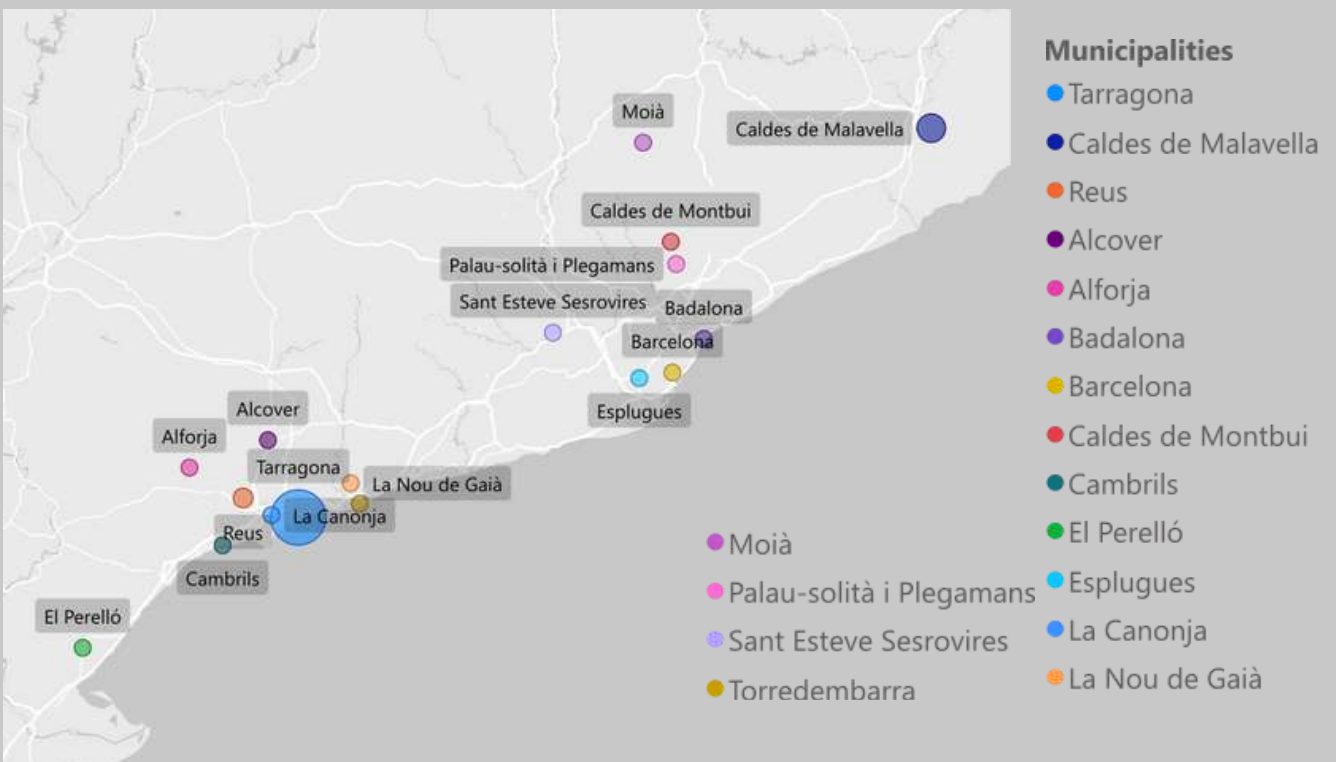 Moià
Caldes de Malavella
Caldes de Montbui
Palau-solità i Plegamans
Sant Esteve Sesrovires
Badalona
Barcelona
Esplugues
Alcover
Alforja
Tarragona
La Nou de Gaià
La Canonja
Reus
Cambrils
El Perelló
Municipalities
Tarragona
Caldes de Malavella
Reus
Alcover
Alforja
Badalona
Barcelona
Caldes de Montbui
Cambrils
El Perelló
Esplugues
La Canonja
La Nou de Gaià
Moià
Palau-solità i Plegamans
Sant Esteve Sesrovires
Torredembarra